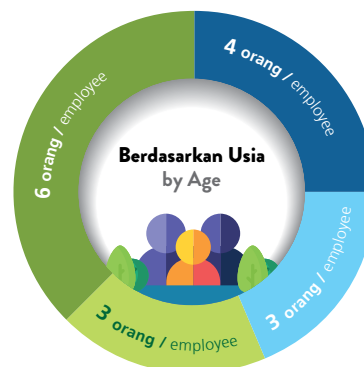 4 orang / employee
6 orang / employee
Berdasarkan Usia
by Age
3 orang / employee
3 orang / employee